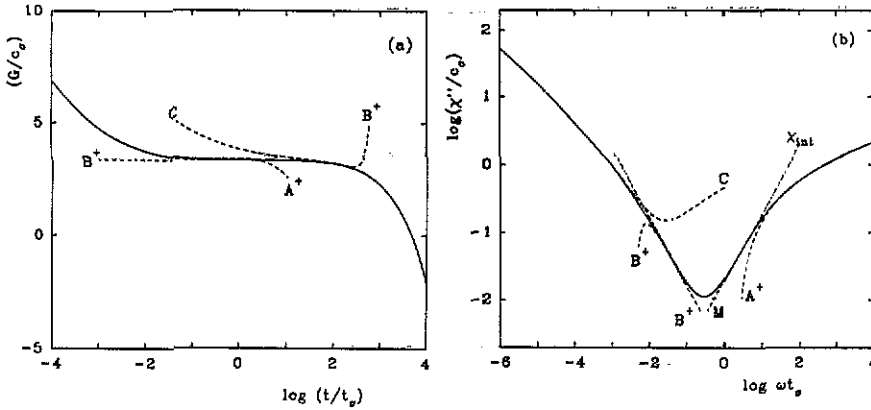 10
(a)
(G/c_σ)
C
B⁺
5
B⁺
A⁺
0
-5
-4
-2
0
2
4
log (t/t_σ)
2
(b)
log(χ''/c_σ)
1
χ_int
0
C
B⁺
-1
A⁺
-2
B⁺
M
-6
-4
-2
0
2
4
log ωt_σ